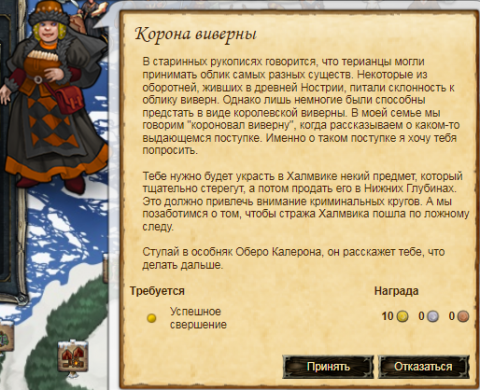 Корона виверны
В старинных рукописях говорится, что терианцы могли
принимать облик самых разных существ. Некоторые из
оборотней, живших в древней Нострии, питали склонность к
облику виверн. Однако лишь немногие были способны
предстать в виде королевской виверны. В моей семье мы
говорим "короновал виверну", когда рассказываем о каком-то
выдающемся поступке. Именно о таком поступке я хочу тебя
попросить.
Тебе нужно будет украсть в Халмвике некий предмет, который
тщательно стерегут, а потом продать его в Нижних Глубинах.
Это должно привлечь внимание криминальных кругов. А мы
позаботимся о том, чтобы стража Халмвика пошла по ложному
следу.
Ступай в особняк Оберо Калерона, он расскажет тебе, что
делать дальше.
Требуется Награда
Успешное
свершение
10 0 0
Принять Отказаться